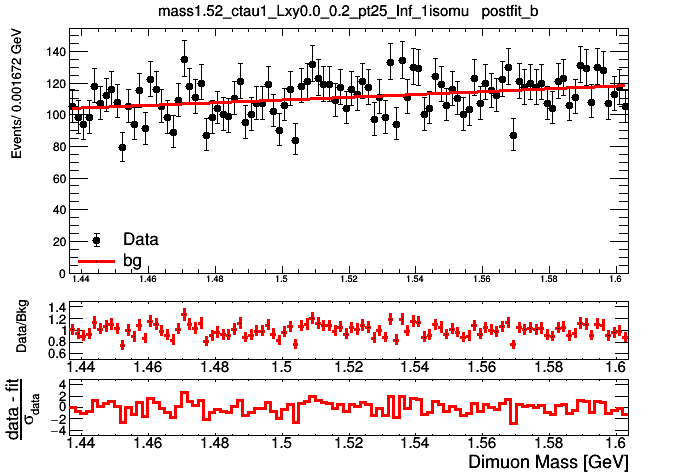 mass1.52_ctau1_Lxy0.0_0.2_pt25_Inf_1isomu postfit_b
Events/ 0.001672 GeV
140
120
100
80
60
40
20
0
Data
bg
1.44 1.46 1.48 1.5 1.52 1.54 1.56 1.58 1.6
Data/Bkg
1.4
1.2
1.0
0.8
0.6
1.44 1.46 1.48 1.5 1.52 1.54 1.56 1.58 1.6
data - fit
σdata
4
2
0
−2
−4
1.44 1.46 1.48 1.5 1.52 1.54 1.56 1.58 1.6
Dimuon Mass [GeV]